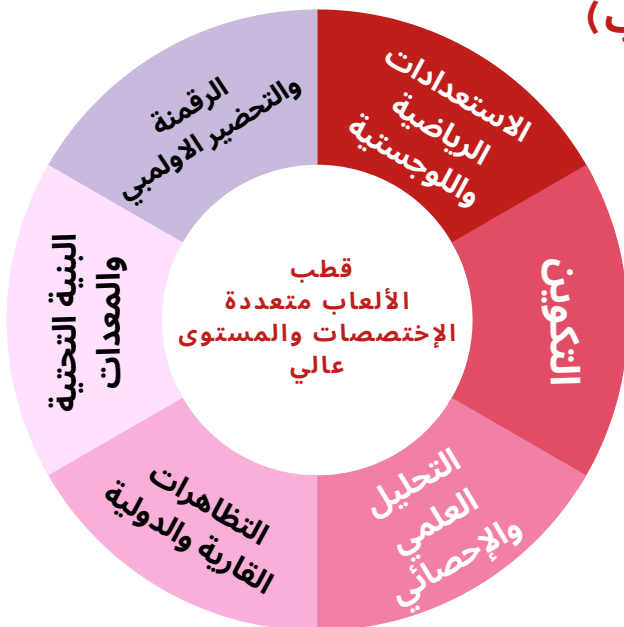 قطب
الألعاب متعددة
الإختصصات والمستوى
عالي
الاستعدادات
الرياضية
واللوجستية
التكوين
التحليل
العلمي
والإحصائي
التظاهرات
القارية والدولية
البنية التحتية
والمعدات
الرقمنة
والتحضير الاولمبي